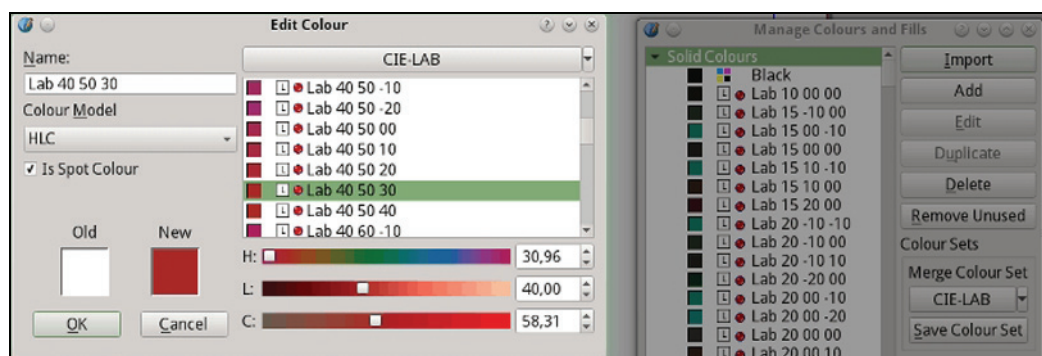 Edit Colour
Name:
Lab 40 50 30
Colour Model
HLC
Is Spot Colour
Old
New
OK
Cancel
CIE-LAB
Lab 40 50 -10
Lab 40 50 -20
Lab 40 50 00
Lab 40 50 10
Lab 40 50 20
Lab 40 50 30
Lab 40 50 40
Lab 40 60 -10
H:
30,96
L:
40,00
C:
58,31
Manage Colours and Fills
Solid Colours
Black
Lab 10 00 00
Lab 15 -10 00
Lab 15 00 -10
Lab 15 00 00
Lab 15 10 -10
Lab 15 10 00
Lab 15 20 00
Lab 20 -10 -10
Lab 20 -10 00
Lab 20 -10 10
Lab 20 -20 00
Lab 20 00 -10
Lab 20 00 -20
Lab 20 00 00
Lab 20 00 10
Import
Add
Edit
Duplicate
Delete
Remove Unused
Colour Sets
Merge Colour Set
CIE-LAB
Save Colour Set